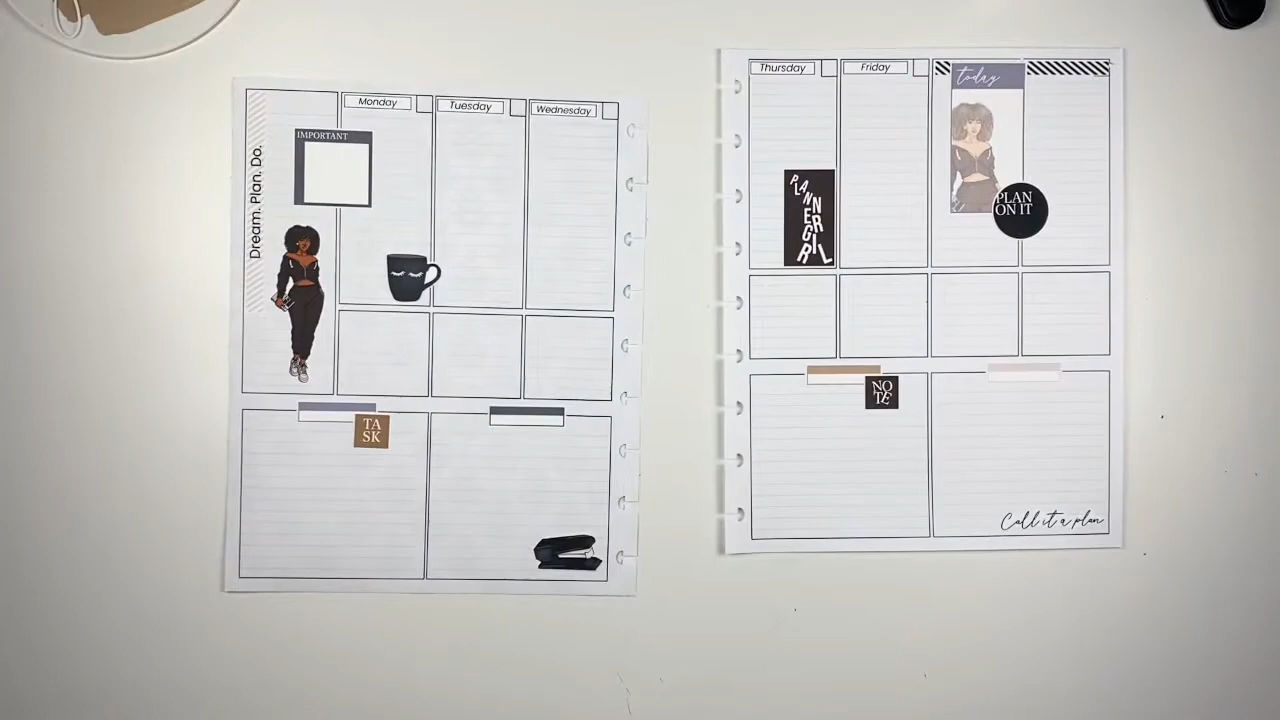 Dream. Plan. Do.
IMPORTANT
Monday
Tuesday
Wednesday
TA
SK
Thursday
Friday
today
PLANNER
GIRL
PLAN
ON IT
NO
TE
Call it a plan